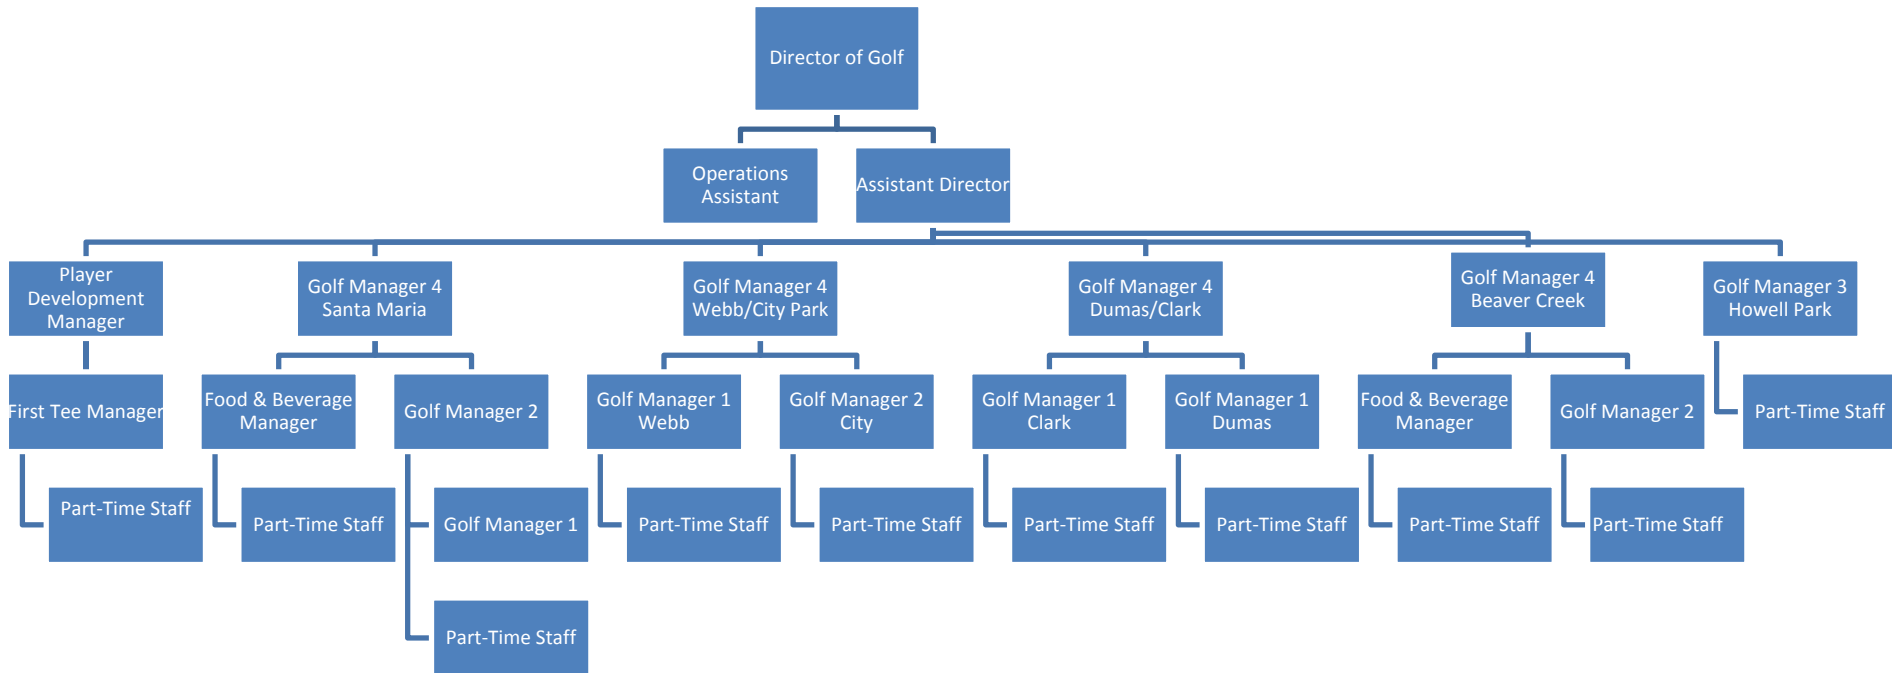 Director of Golf
Operations
Assistant
Assistant Director
Player
Development
Manager
Golf Manager 4
Santa Maria
Golf Manager 4
Webb/City Park
Golf Manager 4
Dumas/Clark
Golf Manager 4
Beaver Creek
Golf Manager 3
Howell Park
First Tee Manager
Food & Beverage
Manager
Golf Manager 2
Golf Manager 1
Webb
Golf Manager 2
City
Golf Manager 1
Clark
Golf Manager 1
Dumas
Food & Beverage
Manager
Golf Manager 2
Part-Time Staff
Part-Time Staff
Part-Time Staff
Golf Manager 1
Part-Time Staff
Part-Time Staff
Part-Time Staff
Part-Time Staff
Part-Time Staff
Part-Time Staff
Part-Time Staff